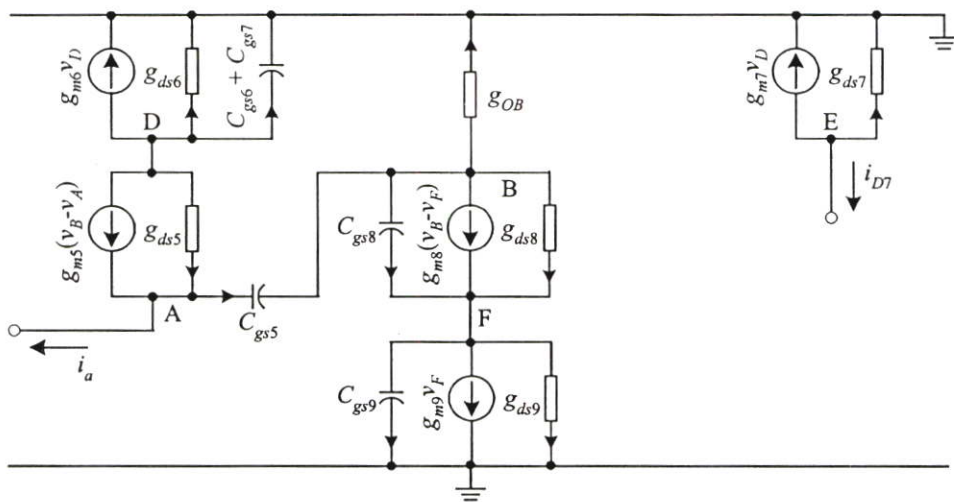 g_{m6}v_D
g_{ds6}
C_{gs6} + C_{gs7}
g_{OB}
g_{m7}v_D
g_{ds7}
D
E
i_{D7}
g_{m5}(v_B-v_A)
g_{ds5}
B
C_{gs8}
g_{m8}(v_B-v_F)
g_{ds8}
A
C_{gs5}
F
i_a
C_{gs9}
g_{m9}v_F
g_{ds9}